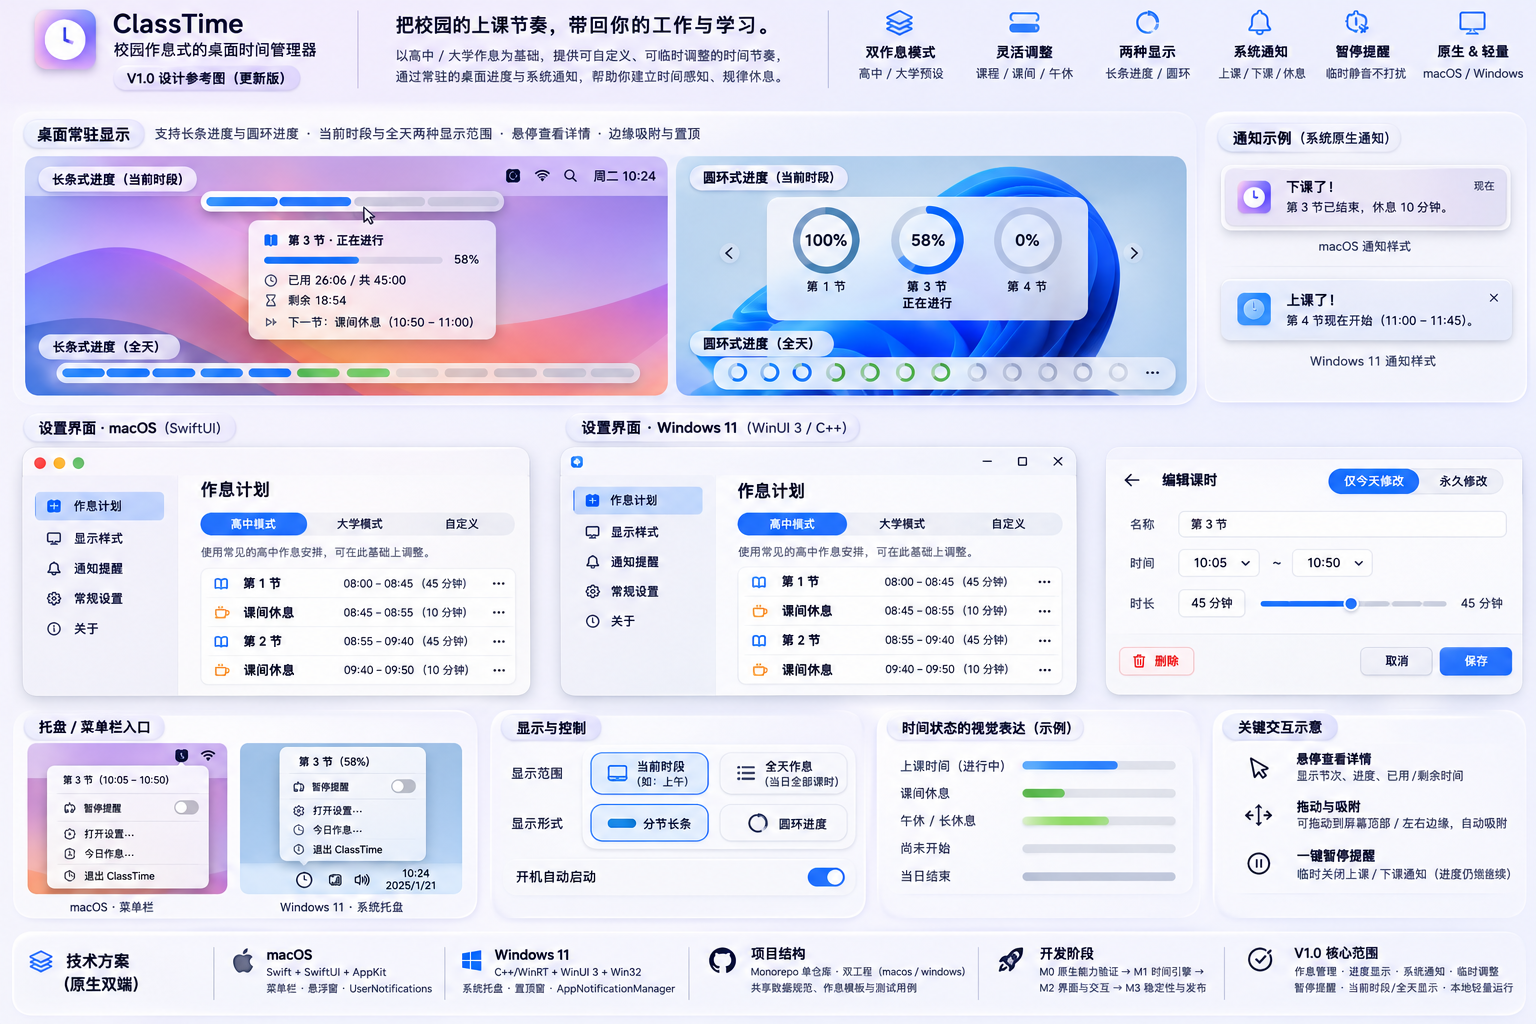 ClassTime
校园作息式的桌面时间管理器
V1.0 设计参考图（更新版）
把校园的上课节奏，带回你的工作与学习。
以高中 / 大学作息为基础，提供可自定义、可临时调整的时间节奏，
通过常驻的桌面进度与系统通知，帮助你建立时间感知、规律休息。
双作息模式
高中 / 大学预设
灵活调整
课程 / 课间 / 午休
两种显示
长条进度 / 圆环
系统通知
上课 / 下课 / 休息
暂停提醒
临时静音不打扰
原生 & 轻量
macOS / Windows
桌面常驻显示
支持长条进度与圆环进度 · 当前时段与全天两种显示范围 · 悬停查看详情 · 边缘吸附与置顶
长条式进度（当前时段）
周二 10:24
第 3 节 · 正在进行
58%
已用 26:06 / 共 45:00
剩余 18:54
下一节：课间休息（10:50 – 11:00）
长条式进度（全天）
圆环式进度（当前时段）
100%
58%
0%
第 1 节
第 3 节
正在进行
第 4 节
圆环式进度（全天）
通知示例（系统原生通知）
下课了！
现在
第 3 节已结束，休息 10 分钟。
macOS 通知样式
上课了！
第 4 节现在开始（11:00 – 11:45）。
Windows 11 通知样式
设置界面 · macOS（SwiftUI）
作息计划
显示样式
通知提醒
常规设置
关于
作息计划
高中模式
大学模式
自定义
使用常见的高中作息安排，可在此基础上调整。
第 1 节 08:00 – 08:45（45 分钟）
课间休息 08:45 – 08:55（10 分钟）
第 2 节 08:55 – 09:40（45 分钟）
课间休息 09:40 – 09:50（10 分钟）
设置界面 · Windows 11（WinUI 3 / C++）
作息计划
显示样式
通知提醒
常规设置
关于
作息计划
高中模式
大学模式
自定义
使用常见的高中作息安排，可在此基础上调整。
第 1 节 08:00 – 08:45（45 分钟）
课间休息 08:45 – 08:55（10 分钟）
第 2 节 08:55 – 09:40（45 分钟）
课间休息 09:40 – 09:50（10 分钟）
编辑课时
仅今天修改
永久修改
名称 第 3 节
时间 10:05 ~ 10:50
时长 45 分钟 45 分钟
删除
取消
保存
托盘 / 菜单栏入口
第 3 节（10:05 – 10:50）
暂停提醒
打开设置…
今日作息…
退出 ClassTime
macOS · 菜单栏
第 3 节（58%）
暂停提醒
打开设置…
今日作息…
退出 ClassTime
10:24
2025/1/21
Windows 11 · 系统托盘
显示与控制
显示范围
当前时段
（如：上午）
全天作息
（当日全部课时）
显示形式
分节长条
圆环进度
开机自动启动
时间状态的视觉表达（示例）
上课时间（进行中）
课间休息
午休 / 长休息
尚未开始
当日结束
关键交互示意
悬停查看详情
显示节次、进度、已用 / 剩余时间
拖动与吸附
可拖动到屏幕范部 / 左右边缘，自动吸附
一键暂停提醒
临时关闭上课 / 下课通知（进度仍继续）
技术方案
（原生双端）
macOS
Swift + SwiftUI + AppKit
菜单栏 · 悬浮窗 · UserNotifications
Windows 11
C++/WinRT + WinUI 3 + Win32
系统托盘 · 置顶窗 · AppNotificationManager
项目结构
Monorepo 单仓库 · 双工程（macos / windows）
共享数据规范、作息模板与测试用例
开发阶段
M0 原生能力验证 → M1 时间引擎 →
M2 界面与交互 → M3 稳定性与发布
V1.0 核心范围
作息管理 · 进度显示 · 系统通知 · 临时调整
暂停提醒 · 当前时段/全天显示 · 本地轻量运行